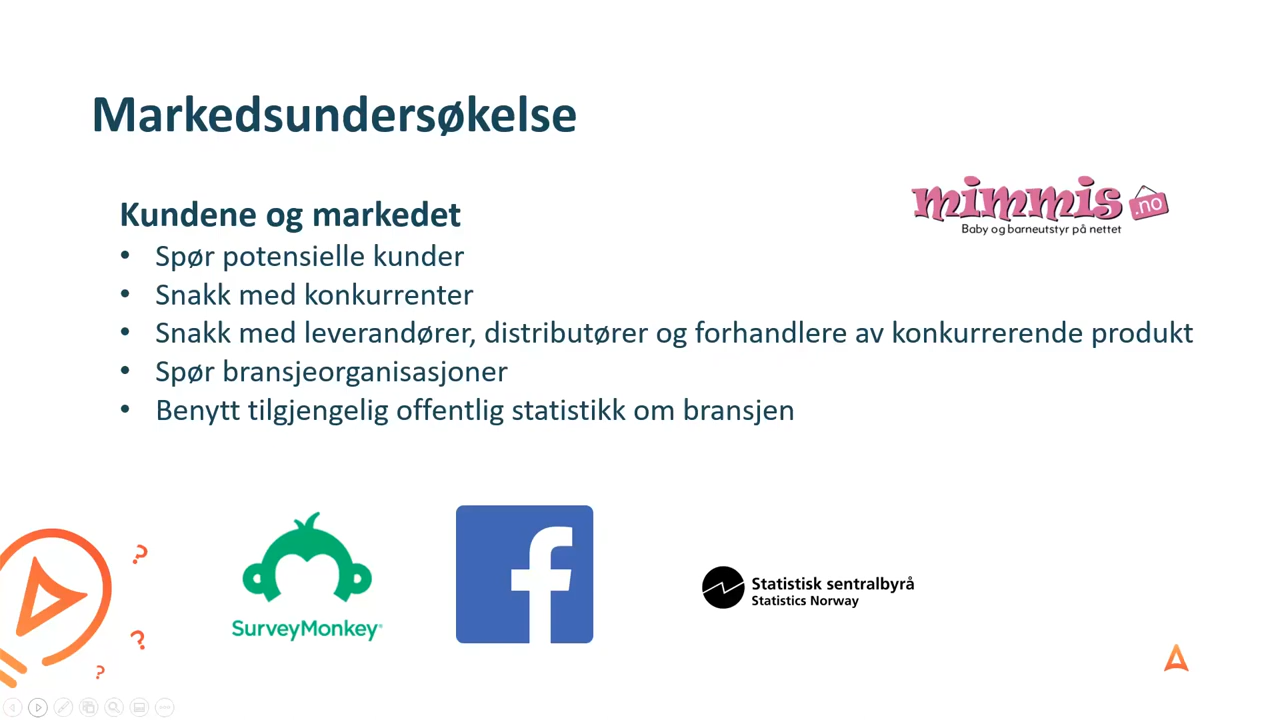 Markedsundersøkelse
mimmis.no
Baby og barneutstyr på nettet
Kundene og markedet
• Spør potensielle kunder
• Snakk med konkurrenter
• Snakk med leverandører, distributører og forhandlere av konkurrerende produkt
• Spør bransjeorganisasjoner
• Benytt tilgjengelig offentlig statistikk om bransjen
?
?
?
SurveyMonkey®
f
Statistisk sentralbyrå
Statistics Norway